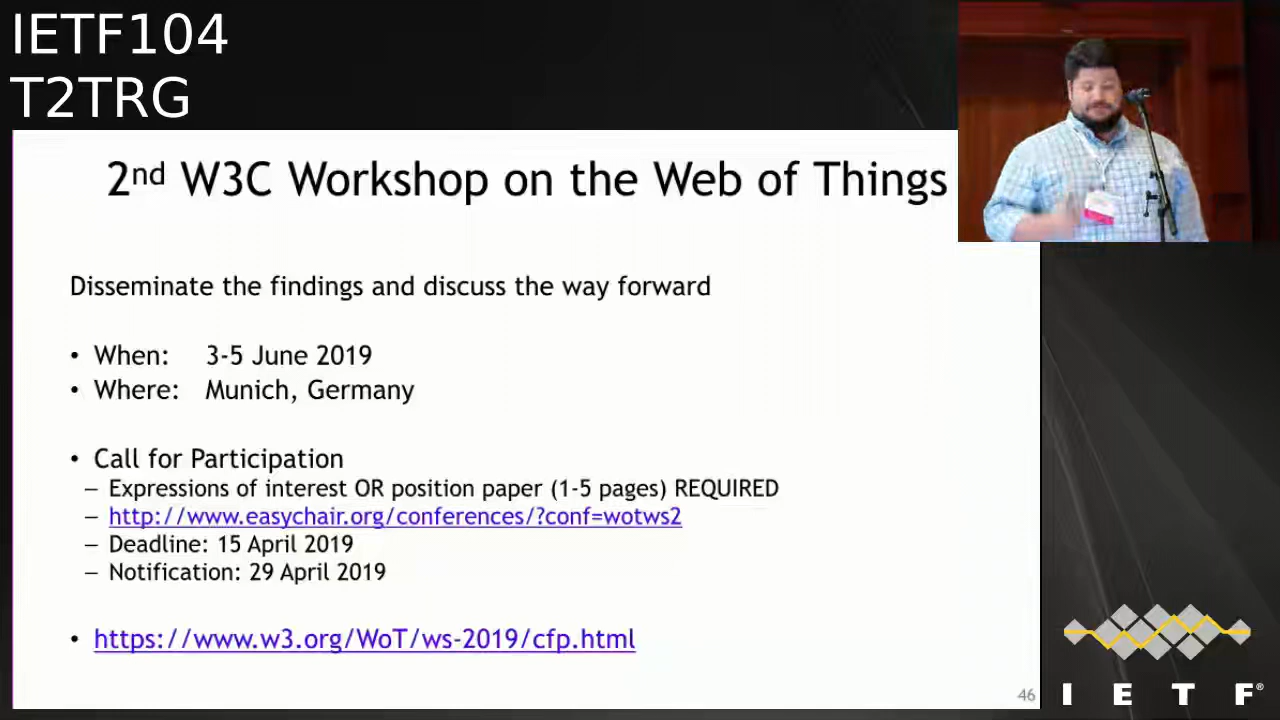 IETF104
T2TRG
2nd W3C Workshop on the Web of Things
Disseminate the findings and discuss the way forward
• When: 3-5 June 2019
• Where: Munich, Germany
• Call for Participation
– Expressions of interest OR position paper (1-5 pages) REQUIRED
– http://www.easychair.org/conferences/?conf=wotws2
– Deadline: 15 April 2019
– Notification: 29 April 2019
• https://www.w3.org/WoT/ws-2019/cfp.html
46
I E T F®